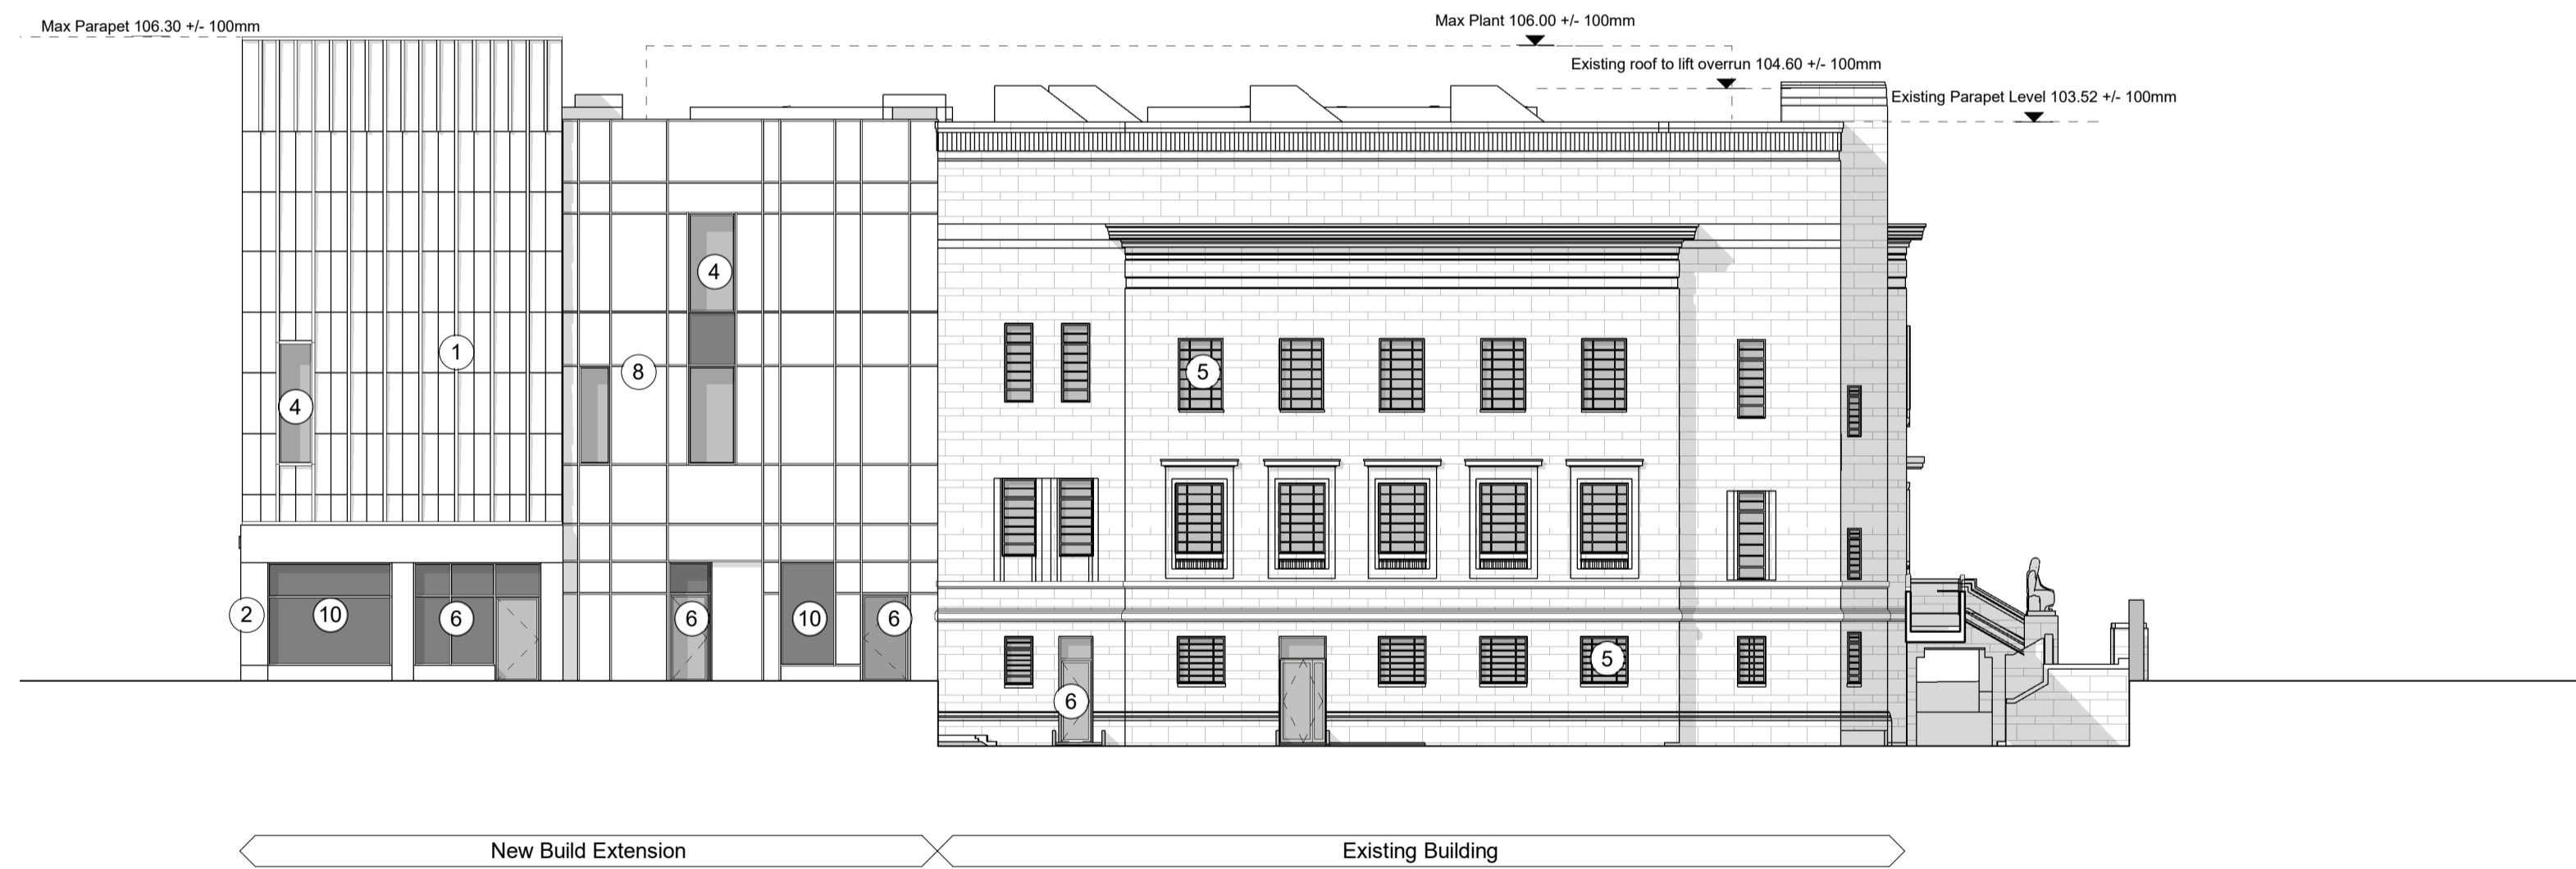 Max Parapet 106.30 +/- 100mm
Max Plant 106.00 +/- 100mm
Existing roof to lift overrun 104.60 +/- 100mm
Existing Parapet Level 103.52 +/- 100mm
4
1
8
5
4
2
10
6
6
10
6
5
6
New Build Extension
Existing Building